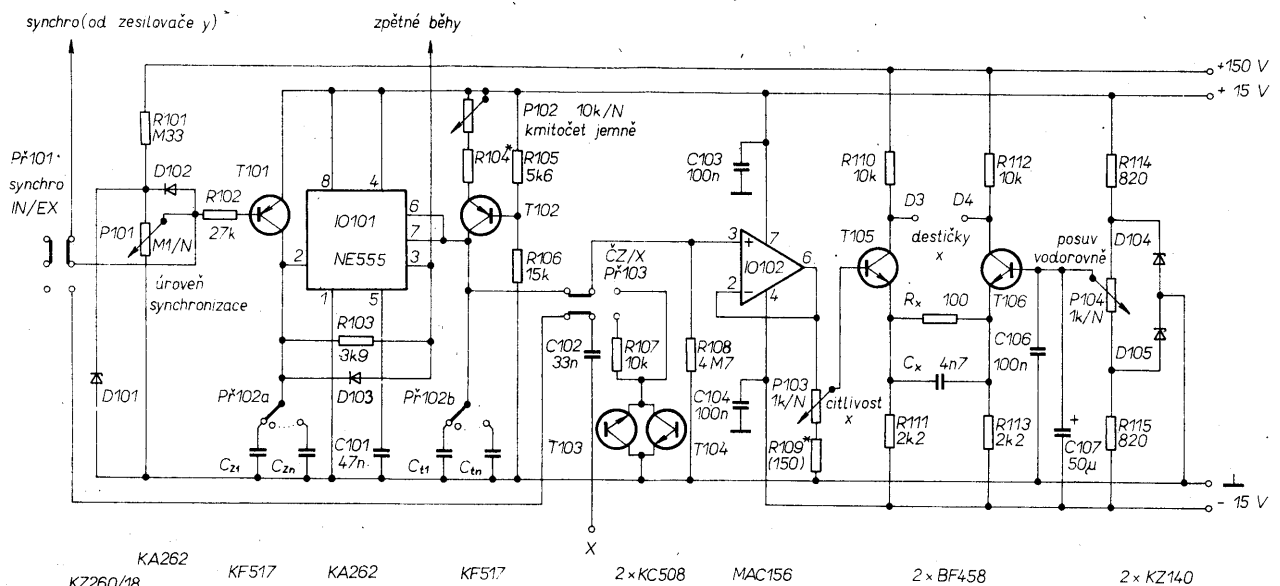 synchro(od zesilovače y)
zpětné běhy
+150 V
+ 15 V
R101
M33
Př101
synchro
IN/EX
D102
P101
M1/N
R102
27k
T101
úroveň
synchronizace
D101
8
4
6
7
3
2
1
5
IO101
NE555
P102 10k/N
kmitočet jemně
R104*
R105
5k6
T102
R106
15k
R103
3k9
D103
Př102a
Př102b
Cz1
Czn
C101
47n
Ct1
Ctn
ČZ/X
Př103
C102
33n
R107
10k
R108
4M7
T103
T104
X
C103
100n
3
+
7
IO102
6
2
−
4
C104
100n
P103
1k/N
citlivost
x
R109*
(150)
R110
10k
R112
10k
D3
D4
destičky
x
T105
T106
Rx
100
Cx
4n7
R111
2k2
R113
2k2
C106
100n
+
C107
50μ
posuv
vodorovně
R114
820
D104
P104
1k/N
D105
R115
820
- 15 V
KZ260/18
KA262
KF517
KA262
KF517
2×KC508
MAC156
2×BF458
2×KZ140